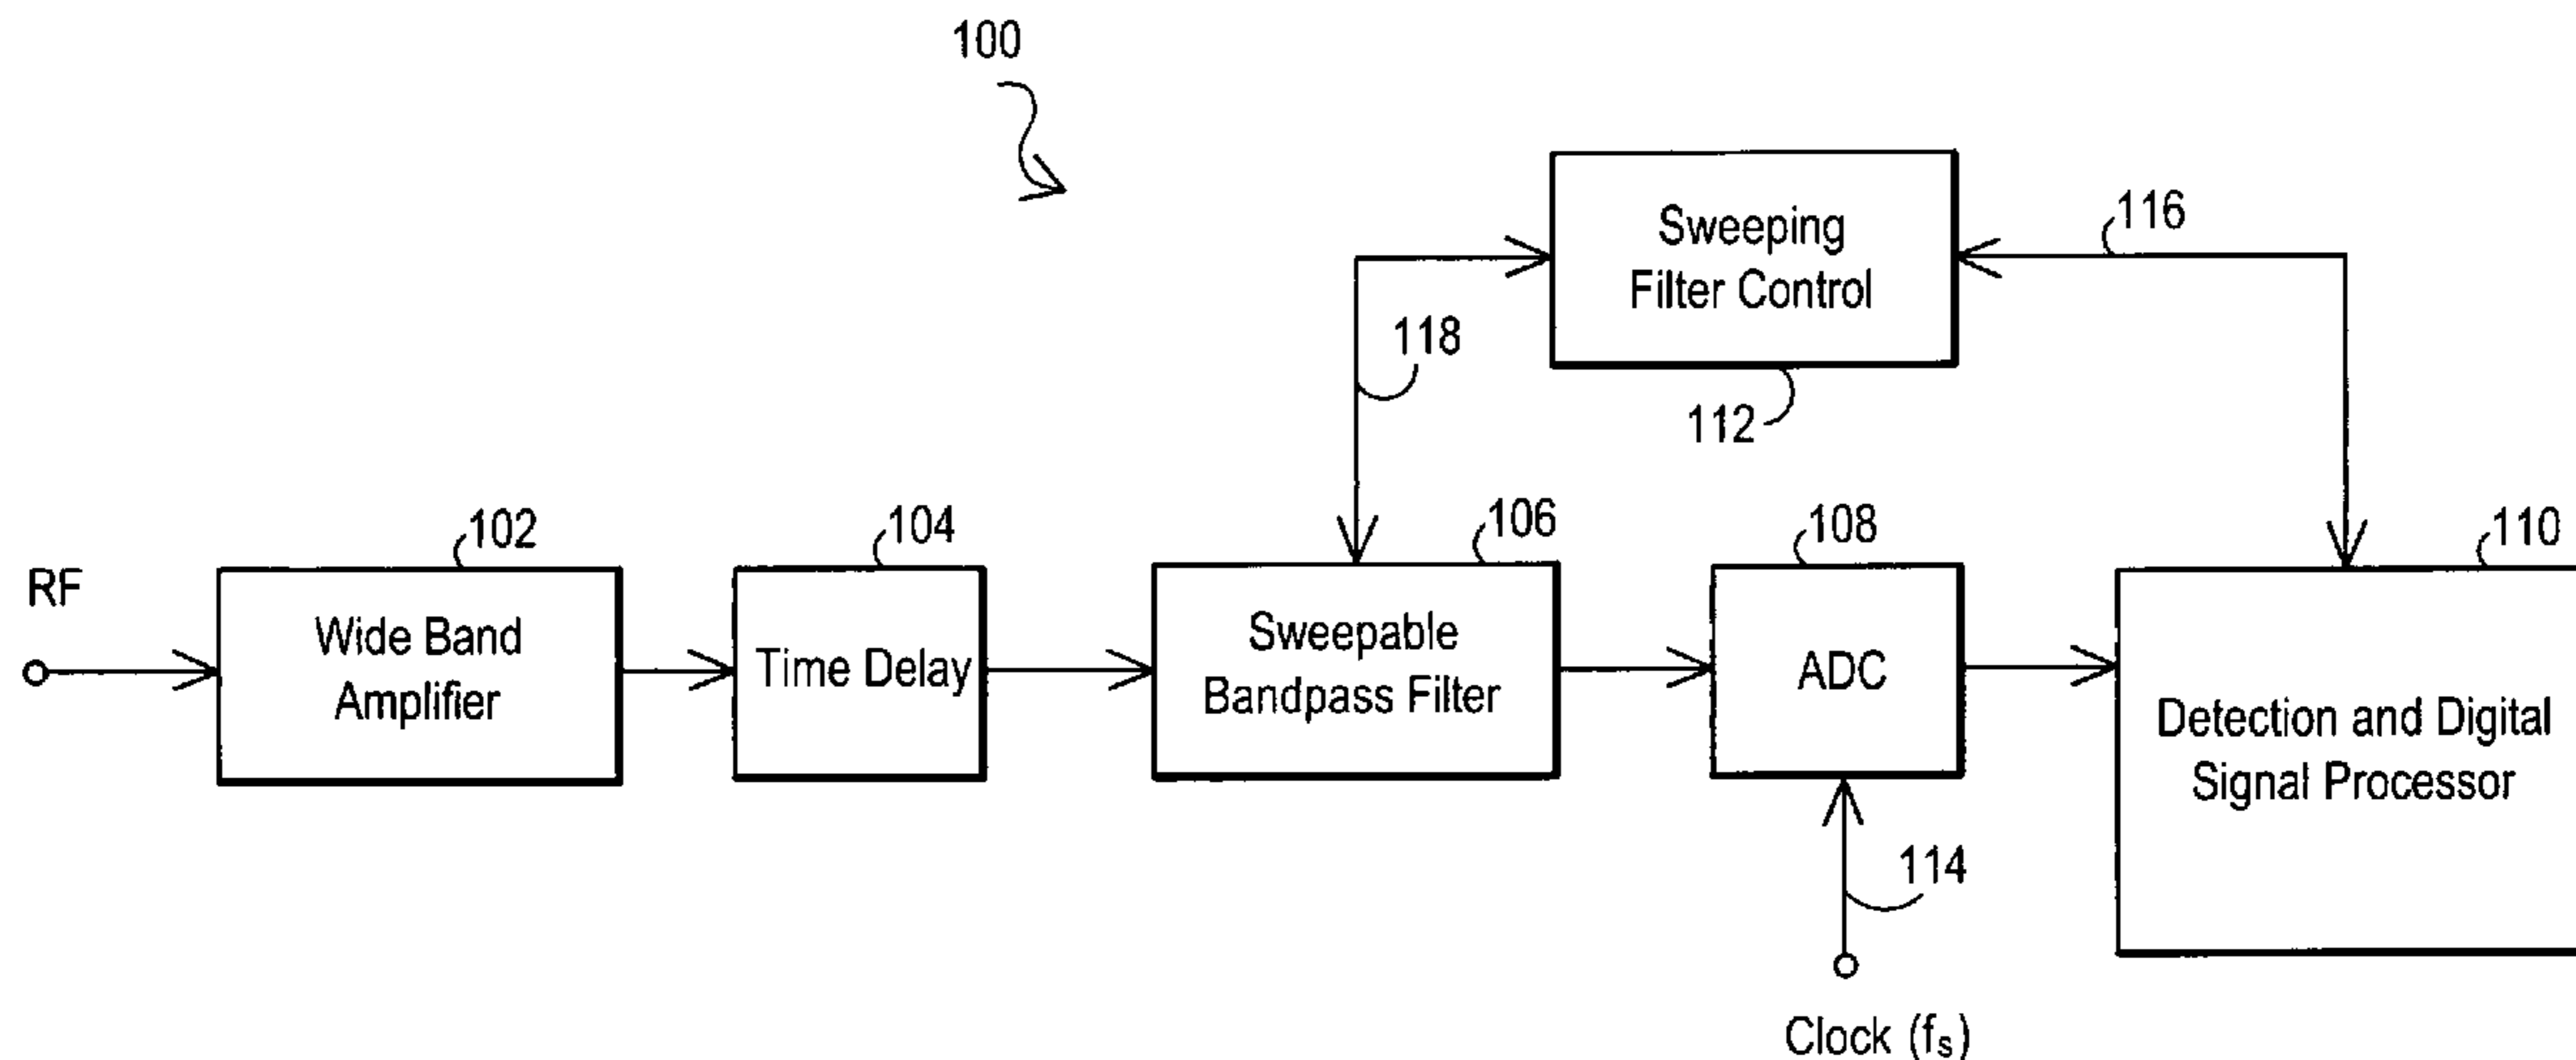 100
Sweeping
Filter Control
116
118
112
RF
102
Wide Band
Amplifier
104
Time Delay
106
Sweepable
Bandpass Filter
108
ADC
110
Detection and Digital
Signal Processor
114
Clock (fs)